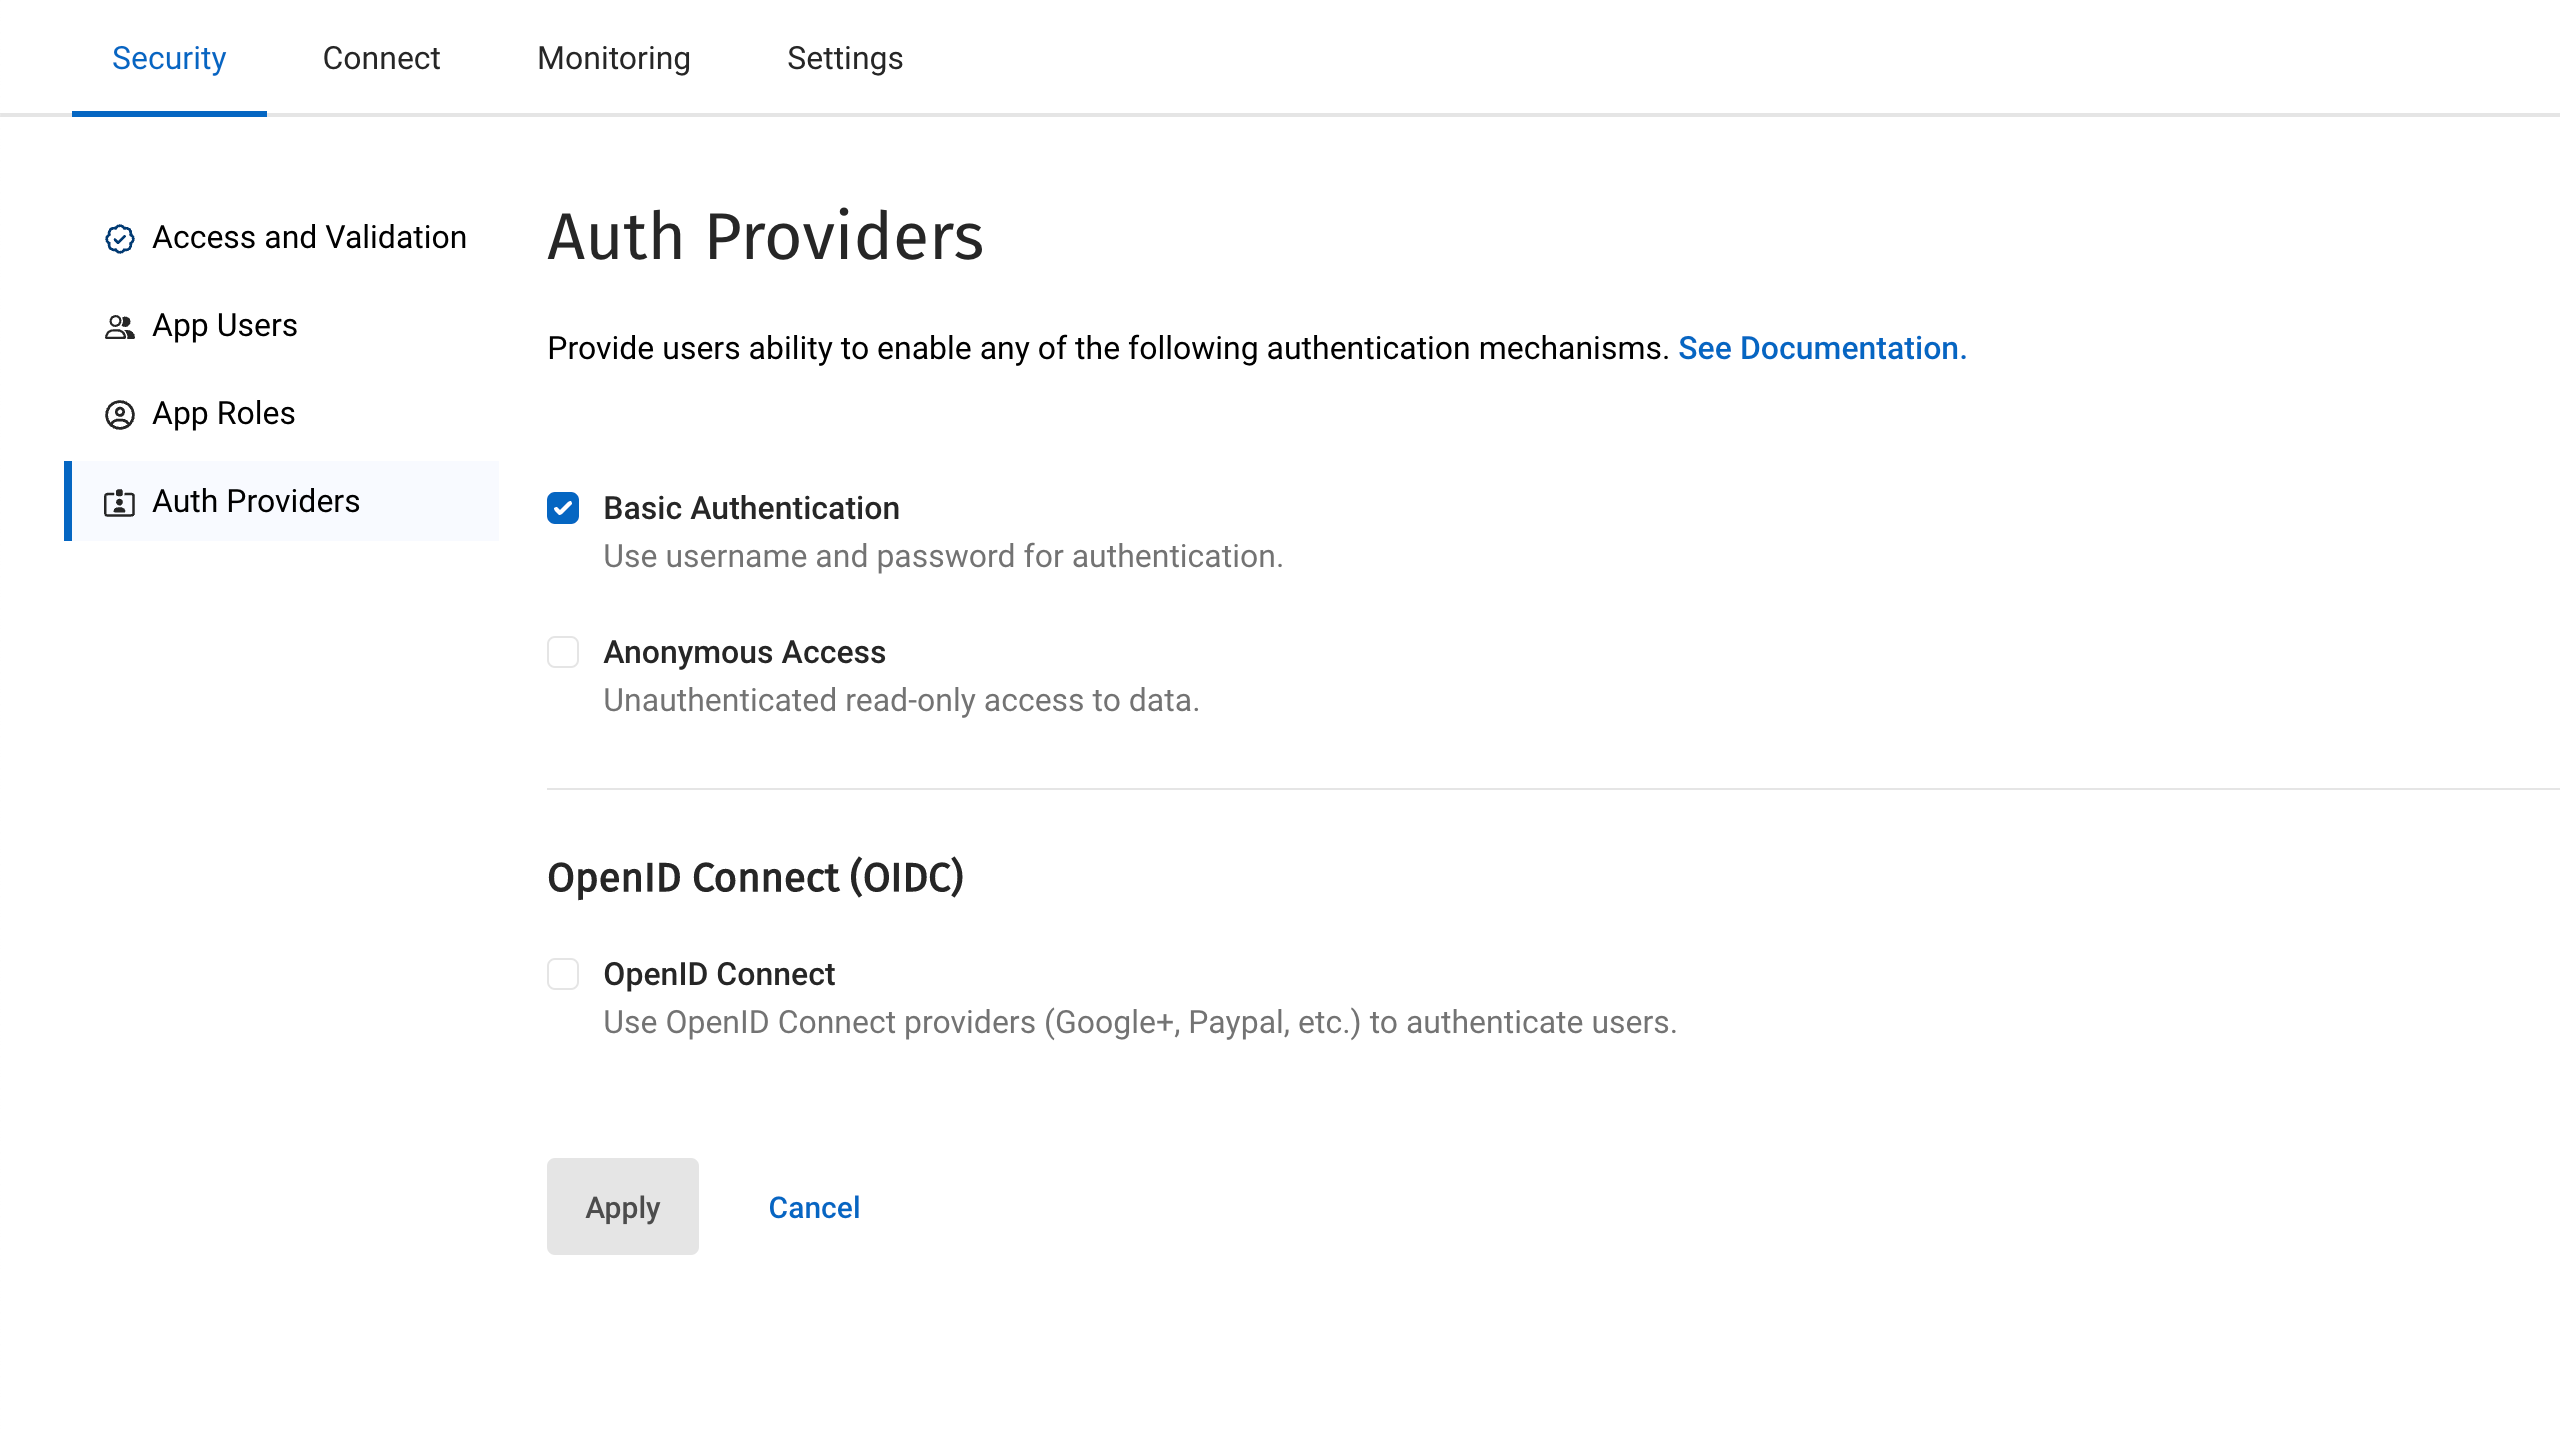 Security
Connect
Monitoring
Settings
Access and Validation
App Users
App Roles
Auth Providers
Auth Providers
Provide users ability to enable any of the following authentication mechanisms. See Documentation.
Basic Authentication
Use username and password for authentication.
Anonymous Access
Unauthenticated read-only access to data.
OpenID Connect (OIDC)
OpenID Connect
Use OpenID Connect providers (Google+, Paypal, etc.) to authenticate users.
Apply
Cancel